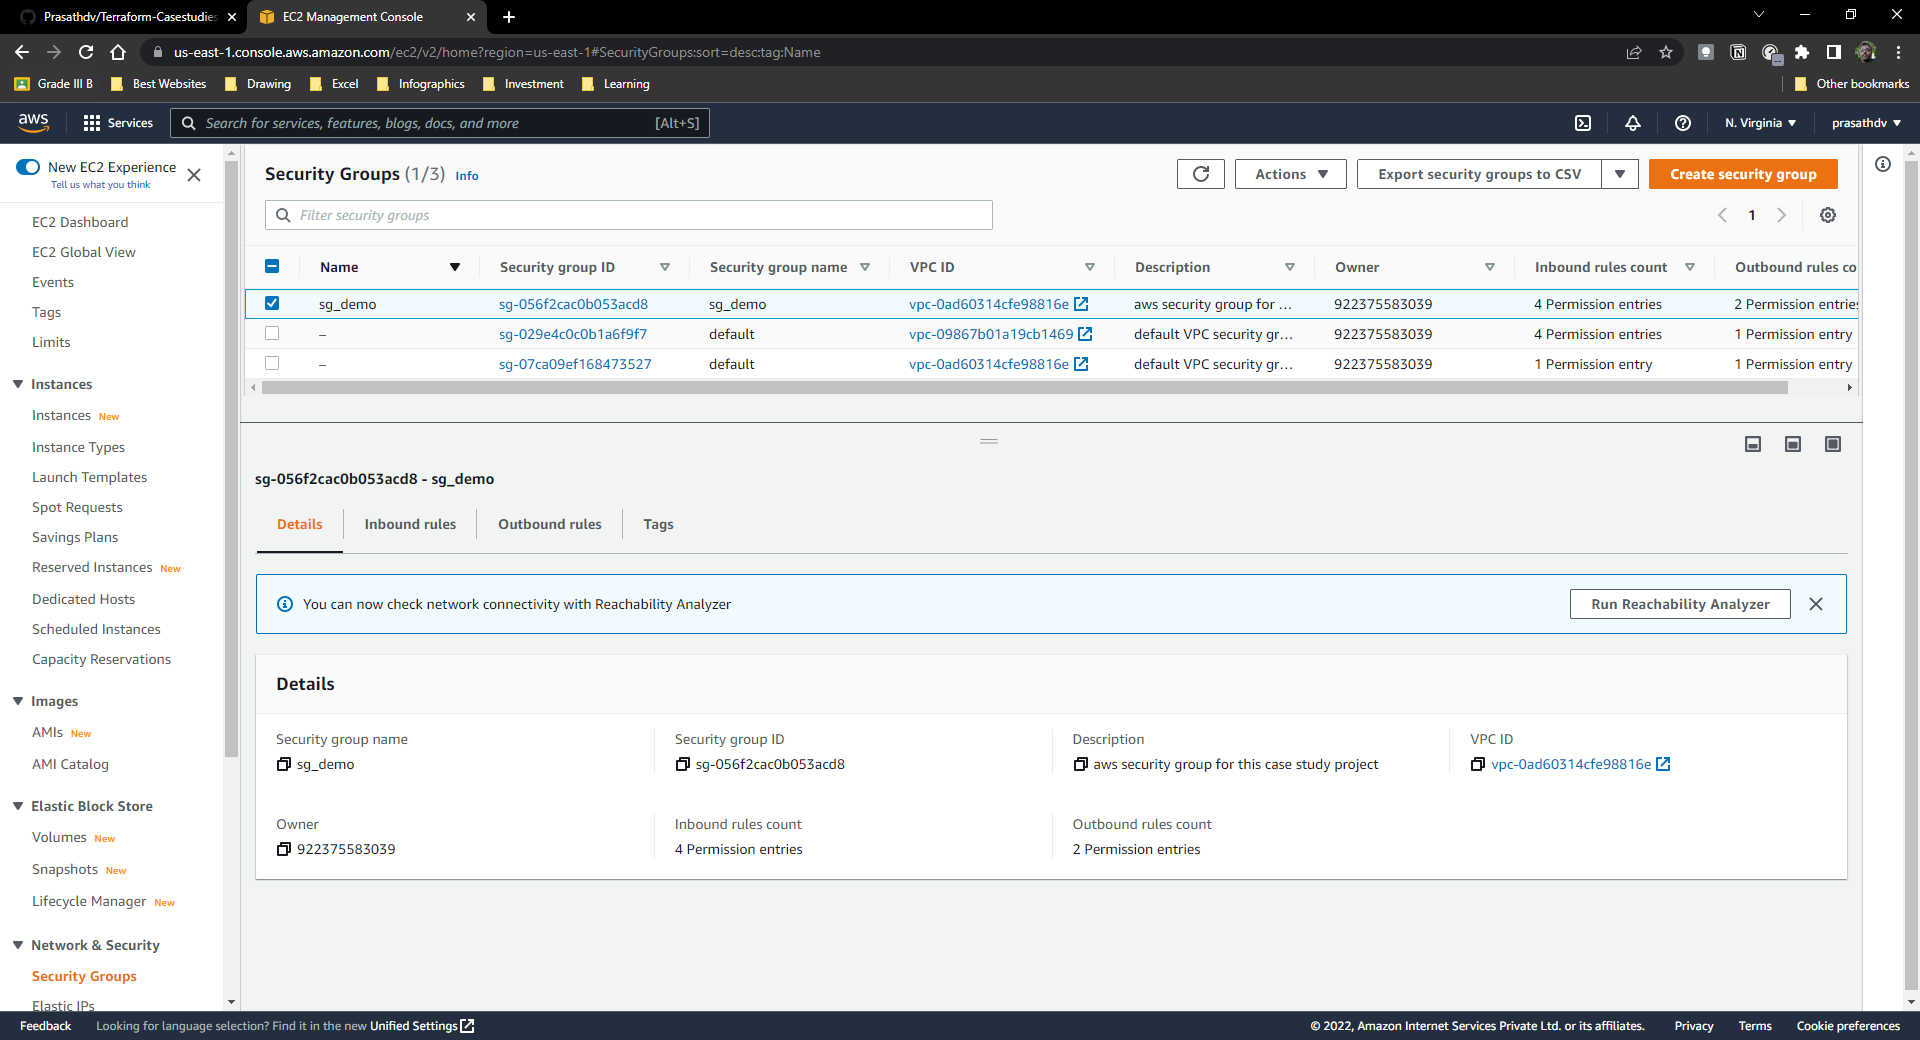 Prasathdv/Terraform-Casestudies
EC2 Management Console
us-east-1.console.aws.amazon.com/ec2/v2/home?region=us-east-1#SecurityGroups:sort=desc:tag:Name
Grade III B Best Websites Drawing Excel Infographics Investment Learning Other bookmarks
aws Services Search for services, features, blogs, docs, and more [Alt+S] N. Virginia prasathdv
New EC2 Experience
Tell us what you think
EC2 Dashboard
EC2 Global View
Events
Tags
Limits
Instances
Instances New
Instance Types
Launch Templates
Spot Requests
Savings Plans
Reserved Instances New
Dedicated Hosts
Scheduled Instances
Capacity Reservations
Images
AMIs New
AMI Catalog
Elastic Block Store
Volumes New
Snapshots New
Lifecycle Manager New
Network & Security
Security Groups
Elastic IPs
Security Groups (1/3) Info Actions Export security groups to CSV Create security group
Filter security groups 1
Name Security group ID Security group name VPC ID Description Owner Inbound rules count Outbound rules co
sg_demo sg-056f2cac0b053acd8 sg_demo vpc-0ad60314cfe98816e aws security group for ... 922375583039 4 Permission entries 2 Permission entries
– sg-029e4c0c0b1a6f9f7 default vpc-09867b01a19cb1469 default VPC security gr... 922375583039 4 Permission entries 1 Permission entry
– sg-07ca09ef168473527 default vpc-0ad60314cfe98816e default VPC security gr... 922375583039 1 Permission entry 1 Permission entry
sg-056f2cac0b053acd8 - sg_demo
Details Inbound rules Outbound rules Tags
You can now check network connectivity with Reachability Analyzer Run Reachability Analyzer
Details
Security group name Security group ID Description VPC ID
sg_demo sg-056f2cac0b053acd8 aws security group for this case study project vpc-0ad60314cfe98816e
Owner Inbound rules count Outbound rules count
922375583039 4 Permission entries 2 Permission entries
Feedback Looking for language selection? Find it in the new Unified Settings © 2022, Amazon Internet Services Private Ltd. or its affiliates. Privacy Terms Cookie preferences